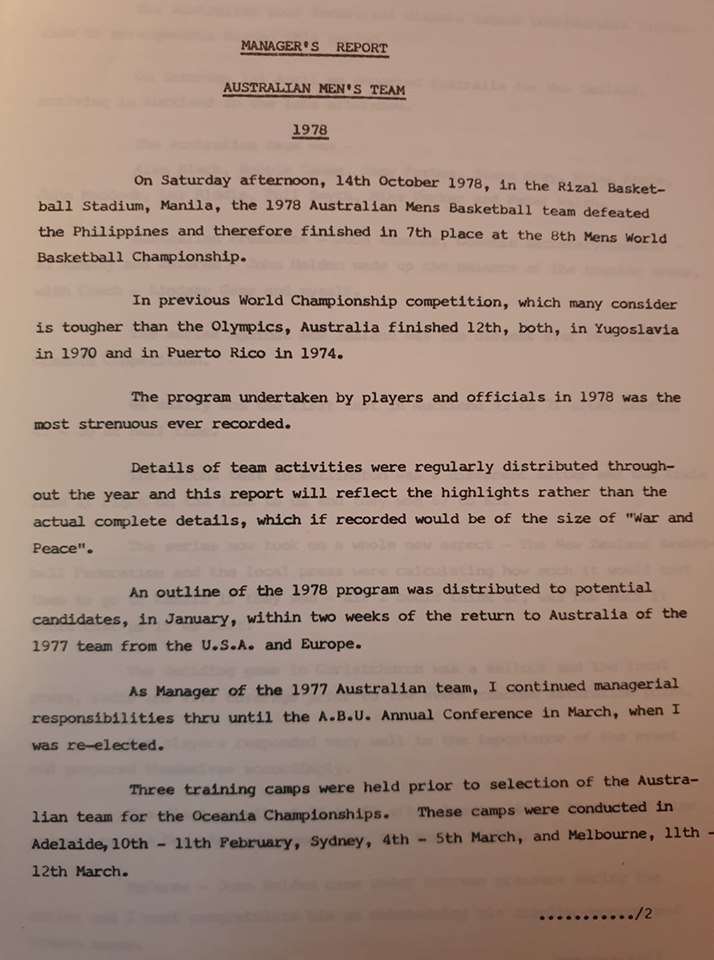 MANAGER'S REPORT
AUSTRALIAN MEN'S TEAM
1978
On Saturday afternoon, 14th October 1978, in the Rizal Basket-
ball Stadium, Manila, the 1978 Australian Mens Basketball team defeated
the Philippines and therefore finished in 7th place at the 8th Mens World
Basketball Championship.
In previous World Championship competition, which many consider
is tougher than the Olympics, Australia finished 12th, both, in Yugoslavia
in 1970 and in Puerto Rico in 1974.
The program undertaken by players and officials in 1978 was the
most strenuous ever recorded.
Details of team activities were regularly distributed through-
out the year and this report will reflect the highlights rather than the
actual complete details, which if recorded would be of the size of "War and
Peace".
An outline of the 1978 program was distributed to potential
candidates, in January, within two weeks of the return to Australia of the
1977 team from the U.S.A. and Europe.
As Manager of the 1977 Australian team, I continued managerial
responsibilities thru until the A.B.U. Annual Conference in March, when I
was re-elected.
Three training camps were held prior to selection of the Austra-
lian team for the Oceania Championships. These camps were conducted in
Adelaide, 10th - 11th February, Sydney, 4th - 5th March, and Melbourne, 11th -
12th March.
.........../2